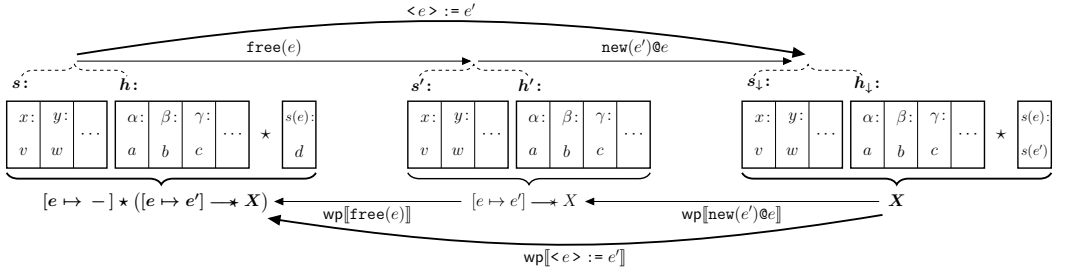 <e> := e′
free(e) new(e′)@e
s: h: s′: h′: s↓: h↓:
x: y: ⋯ α: β: γ: ⋯ s(e): x: y: ⋯ α: β: γ: ⋯ x: y: ⋯ α: β: γ: ⋯ s(e):
v w a b c ⋆ d v w a b c v w a b c ⋆ s(e′)
[e ↦ −] ⋆ ([e ↦ e′] —⋆ X) [e ↦ e′] —⋆ X X
wp⟦free(e)⟧ wp⟦new(e′)@e⟧
wp⟦<e> := e′⟧